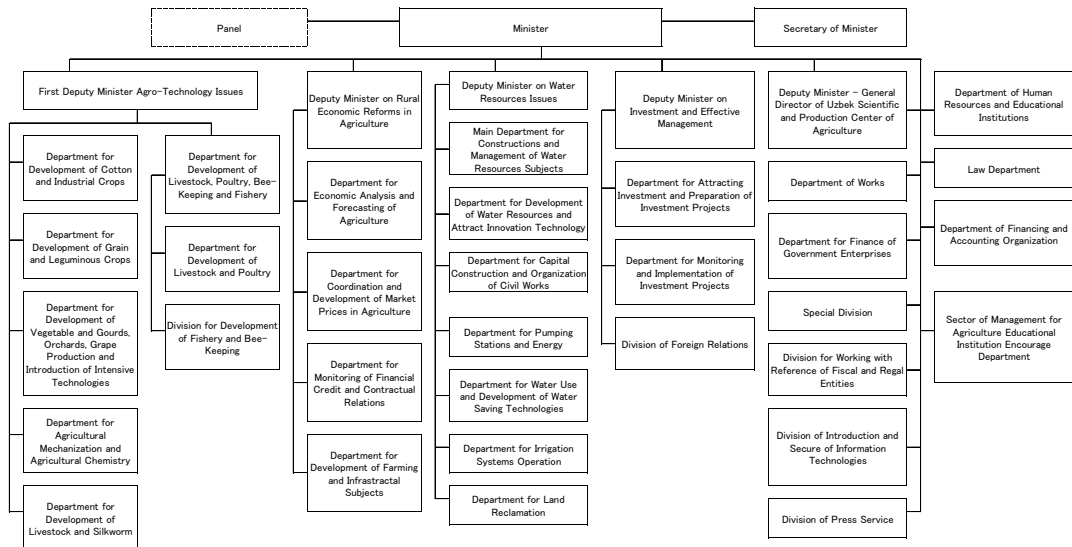 Panel
Minister
Secretary of Minister
First Deputy Minister Agro-Technology Issues
Department for
Development of Cotton
and Industrial Crops
Department for
Development of Grain
and Leguminous Crops
Department for
Development of
Vegetable and Gourds,
Orchards, Grape
Production and
Introduction of Intensive
Technologies
Department for
Agricultural
Mechanization and
Agricultural Chemistry
Department for
Development of
Livestock and Silkworm
Department for
Development of
Livestock, Poultry, Bee-
Keeping and Fishery
Department for
Development of
Livestock and Poultry
Division for Development
of Fishery and Bee-
Keeping
Deputy Minister on Rural
Economic Reforms in
Agriculture
Department for
Economic Analysis and
Forecasting of
Agriculture
Department for
Coordination and
Development of Market
Prices in Agriculture
Department for
Monitoring of Financial
Credit and Contractual
Relations
Department for
Development of Farming
and Infrastractal
Subjects
Deputy Minister on Water
Resources Issues
Main Department for
Constructions and
Management of Water
Resources Subjects
Department for Development
of Water Resources and
Attract Innovation Technology
Department for Capital
Construction and Organization
of Civil Works
Department for Pumping
Stations and Energy
Department for Water Use
and Development of Water
Saving Technologies
Department for Irrigation
Systems Operation
Department for Land
Reclamation
Deputy Minister on
Investment and Effective
Management
Department for Attracting
Investment and Preparation of
Investment Projects
Department for Monitoring
and Implementation of
Investment Projects
Division of Foreign Relations
Deputy Minister - General
Director of Uzbek Scientific
and Production Center of
Agriculture
Department of Works
Department for Finance of
Government Enterprises
Special Division
Division for Working with
Reference of Fiscal and Regal
Entities
Division of Introduction and
Secure of Information
Technologies
Division of Press Service
Department of Human
Resources and Educational
Institutions
Law Department
Department of Financing and
Accounting Organization
Sector of Management for
Agriculture Educational
Institution Encourage
Department